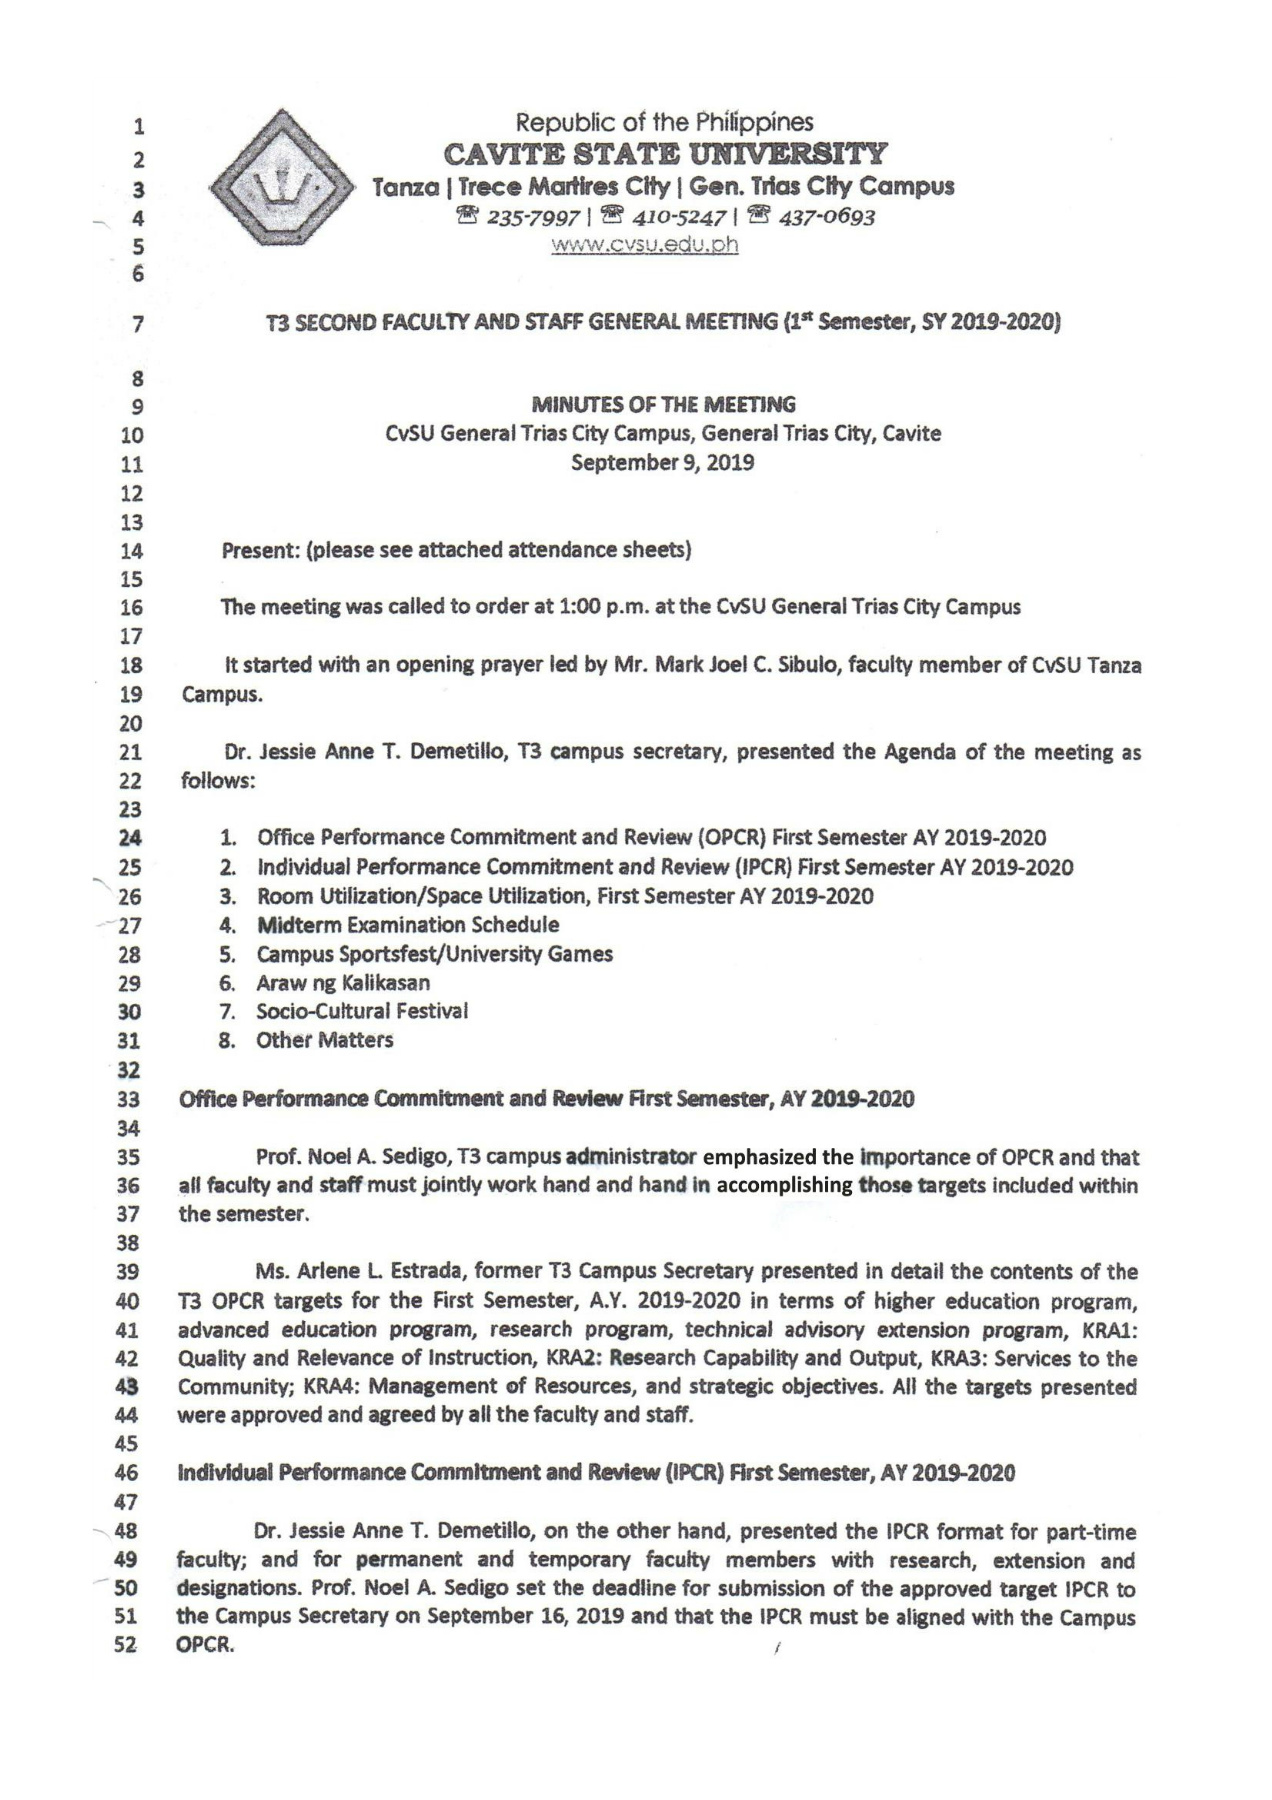 1 Republic of the Philippines
2 CAVITE STATE UNIVERSITY
3 Tanza | Trece Martires City | Gen. Trias City Campus
4 ☎ 235-7997 | ☎ 410-5247 | ☎ 437-0693
5 www.cvsu.edu.ph
6
7 T3 SECOND FACULTY AND STAFF GENERAL MEETING (1st Semester, SY 2019-2020)
8
9 MINUTES OF THE MEETING
10 CvSU General Trias City Campus, General Trias City, Cavite
11 September 9, 2019
12
13
14 Present: (please see attached attendance sheets)
15
16 The meeting was called to order at 1:00 p.m. at the CvSU General Trias City Campus
17
18 It started with an opening prayer led by Mr. Mark Joel C. Sibulo, faculty member of CvSU Tanza
19 Campus.
20
21 Dr. Jessie Anne T. Demetillo, T3 campus secretary, presented the Agenda of the meeting as
22 follows:
23
24 1. Office Performance Commitment and Review (OPCR) First Semester AY 2019-2020
25 2. Individual Performance Commitment and Review (IPCR) First Semester AY 2019-2020
26 3. Room Utilization/Space Utilization, First Semester AY 2019-2020
27 4. Midterm Examination Schedule
28 5. Campus Sportsfest/University Games
29 6. Araw ng Kalikasan
30 7. Socio-Cultural Festival
31 8. Other Matters
32
33 Office Performance Commitment and Review First Semester, AY 2019-2020
34
35 Prof. Noel A. Sedigo, T3 campus administrator emphasized the importance of OPCR and that
36 all faculty and staff must jointly work hand and hand in accomplishing those targets included within
37 the semester.
38
39 Ms. Arlene L. Estrada, former T3 Campus Secretary presented in detail the contents of the
40 T3 OPCR targets for the First Semester, A.Y. 2019-2020 in terms of higher education program,
41 advanced education program, research program, technical advisory extension program, KRA1:
42 Quality and Relevance of Instruction, KRA2: Research Capability and Output, KRA3: Services to the
43 Community; KRA4: Management of Resources, and strategic objectives. All the targets presented
44 were approved and agreed by all the faculty and staff.
45
46 Individual Performance Commitment and Review (IPCR) First Semester, AY 2019-2020
47
48 Dr. Jessie Anne T. Demetillo, on the other hand, presented the IPCR format for part-time
49 faculty; and for permanent and temporary faculty members with research, extension and
50 designations. Prof. Noel A. Sedigo set the deadline for submission of the approved target IPCR to
51 the Campus Secretary on September 16, 2019 and that the IPCR must be aligned with the Campus
52 OPCR.